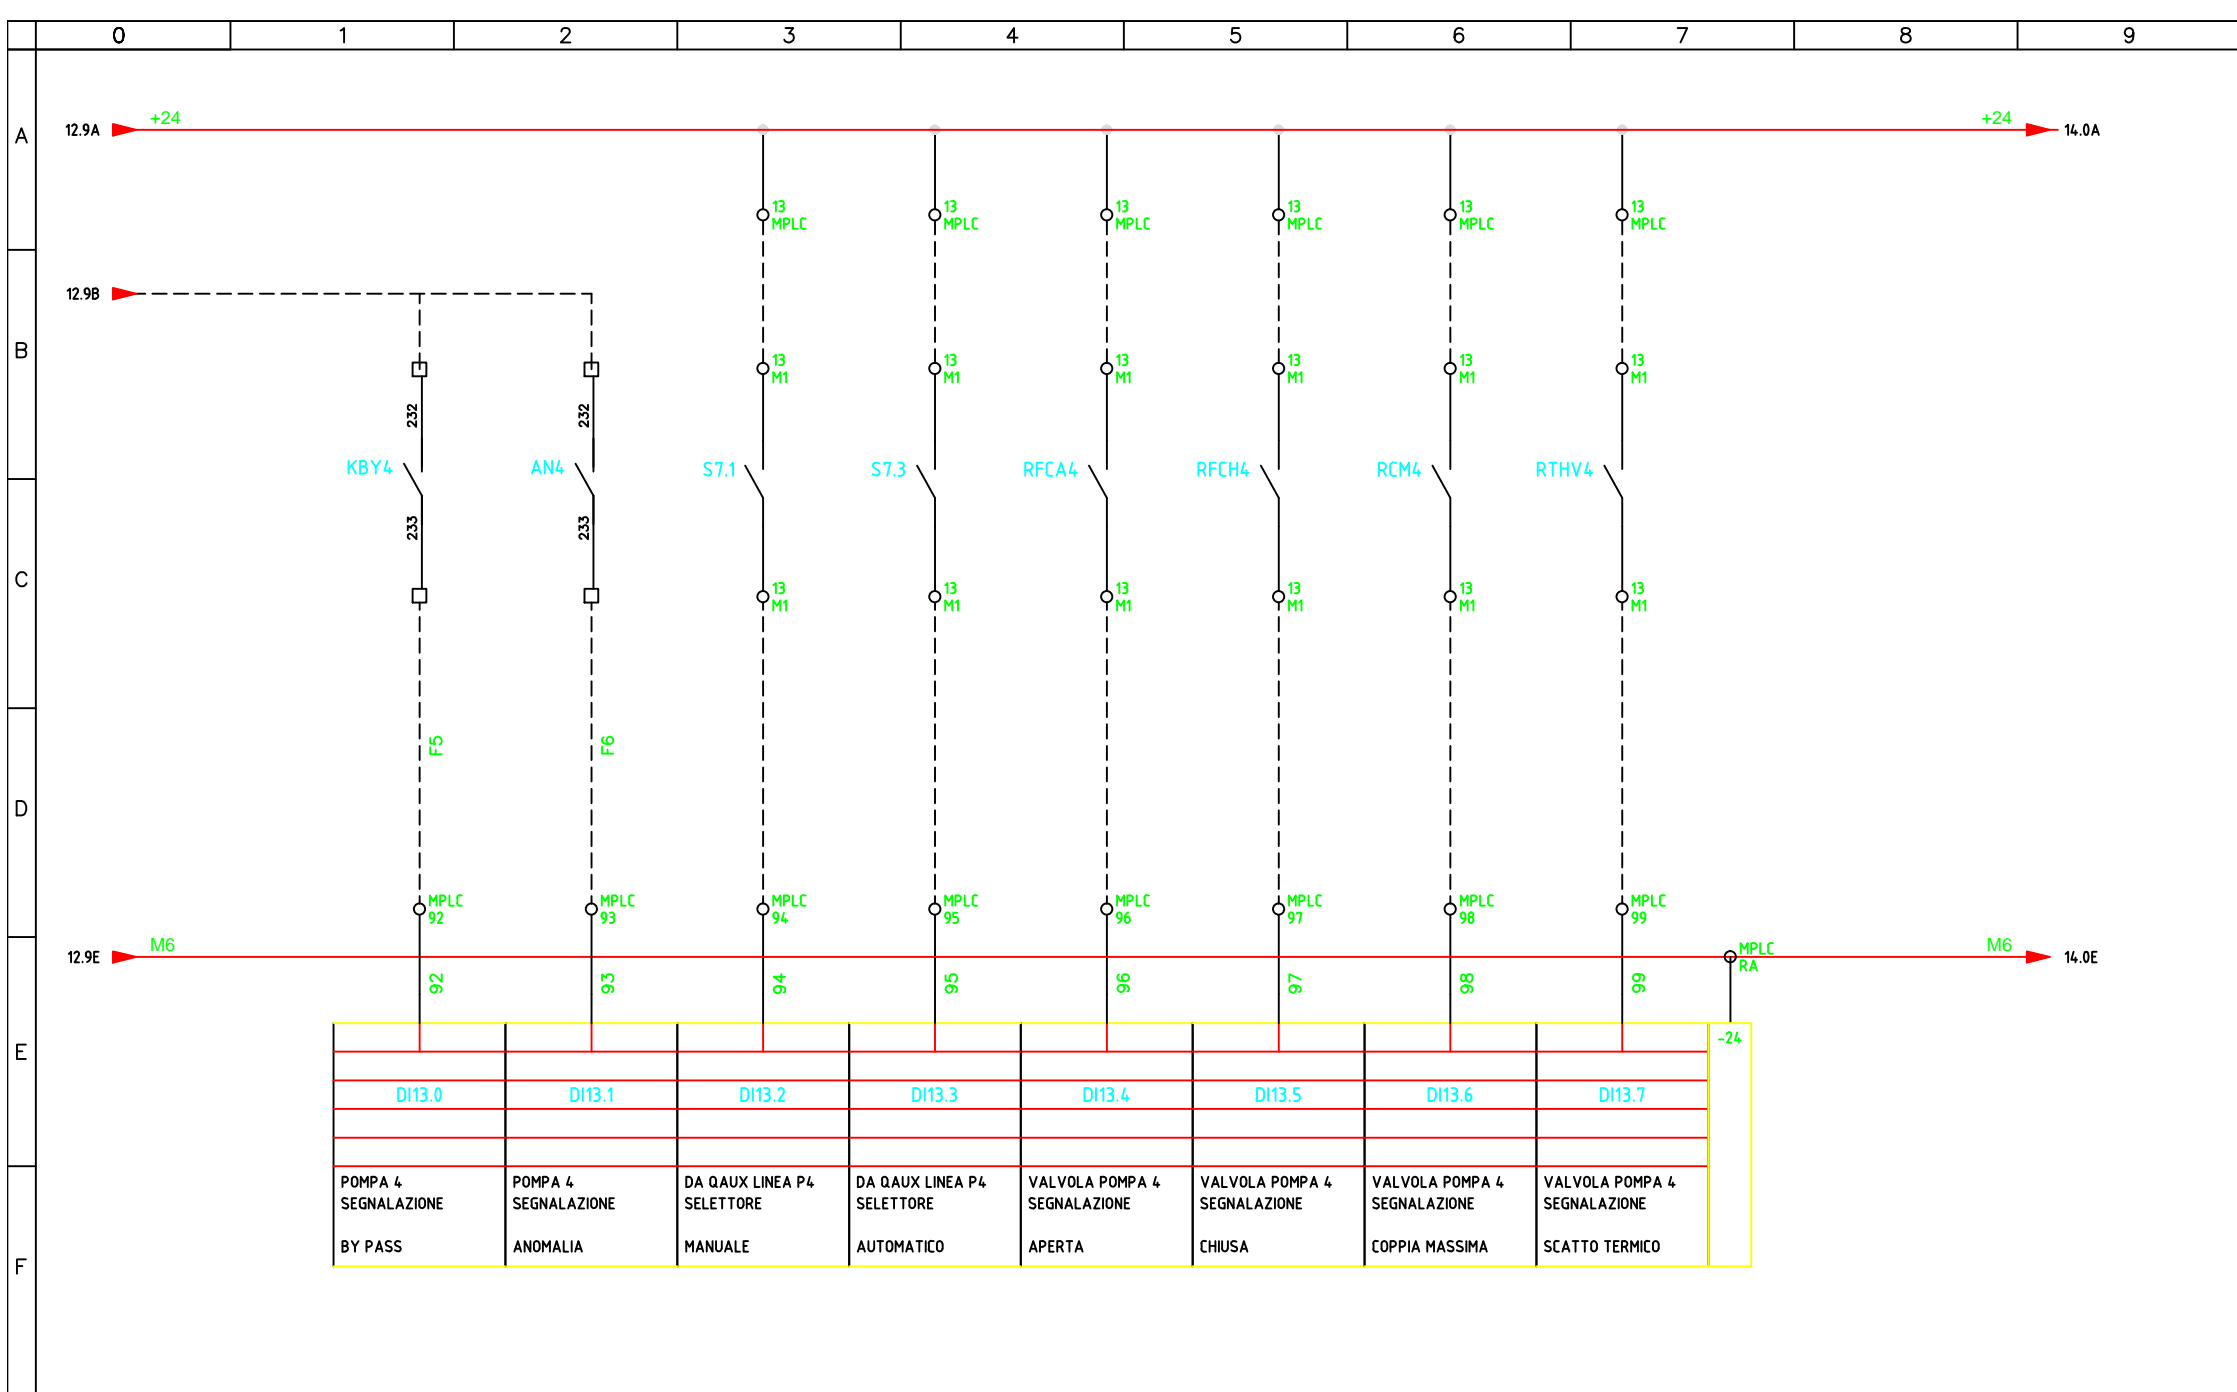 0 1 2 3 4 5 6 7 8 9
A
12.9A +24 +24 14.0A
13 13 13 13 13 13
MPLC MPLC MPLC MPLC MPLC MPLC
12.9B
B
13 13 13 13 13 13
M1 M1 M1 M1 M1 M1
232 232
KBY4 AN4 S7.1 S7.3 RFCA4 RFCH4 RCM4 RTHV4
233 233
C
13 13 13 13 13 13
M1 M1 M1 M1 M1 M1
F5 F6
D
MPLC MPLC MPLC MPLC MPLC MPLC MPLC MPLC
92 93 94 95 96 97 98 99
12.9E M6 M6 14.0E
MPLC
RA
92 93 94 95 96 97 98 99
E
-24
DI13.0 DI13.1 DI13.2 DI13.3 DI13.4 DI13.5 DI13.6 DI13.7
POMPA 4
SEGNALAZIONE
BY PASS
POMPA 4
SEGNALAZIONE
ANOMALIA
DA QAUX LINEA P4
SELETTORE
MANUALE
DA QAUX LINEA P4
SELETTORE
AUTOMATICO
VALVOLA POMPA 4
SEGNALAZIONE
APERTA
VALVOLA POMPA 4
SEGNALAZIONE
CHIUSA
VALVOLA POMPA 4
SEGNALAZIONE
COPPIA MASSIMA
VALVOLA POMPA 4
SEGNALAZIONE
SCATTO TERMICO
F